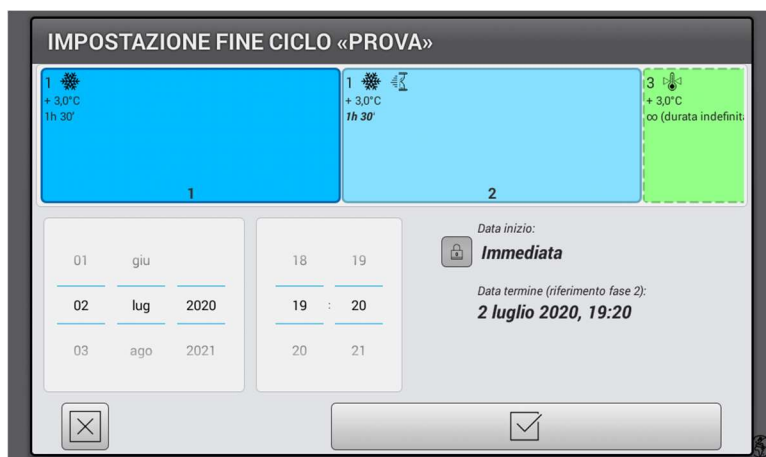 IMPOSTAZIONE FINE CICLO «PROVA»
1
+ 3,0°C
1h 30'
1
1
+ 3,0°C
1h 30'
2
3
+ 3,0°C
∞ (durata indefinit
01 giu
02 lug 2020
03 ago 2021
18 19
19 : 20
20 21
Data inizio:
Immediata
Data termine (riferimento fase 2):
2 luglio 2020, 19:20